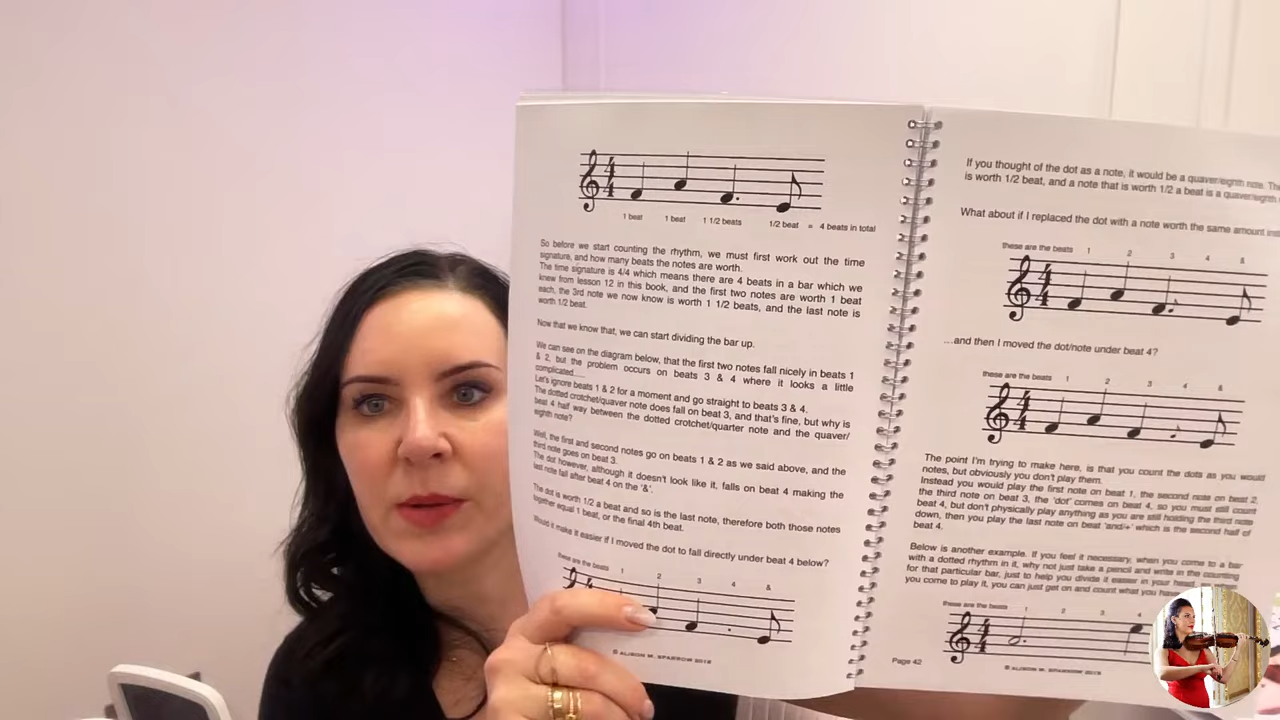 1 beat 1 beat 1 1/2 beats 1/2 beat = 4 beats in total
So before we start counting the rhythm, we must first work out the time
signature, and how many beats the notes are worth.
The time signature is 4/4 which means there are 4 beats in a bar which we
knew from lesson 12 in this book, and the first two notes are worth 1 beat
each, the 3rd note we now know is worth 1 1/2 beats, and the last note is
worth 1/2 beat.
Now that we know that, we can start dividing the bar up.
We can see on the diagram below, that the first two notes fall nicely in beats 1
& 2, but the problem occurs on beats 3 & 4 where it looks a little
complicated....
Let's ignore beats 1 & 2 for a moment and go straight to beats 3 & 4.
The dotted crotchet/quaver note does fall on beat 3, and that's fine, but why is
beat 4 half way between the dotted crotchet/quarter note and the quaver/
eighth note?
Well, the first and second notes go on beats 1 & 2 as we said above, and the
third note goes on beat 3.
The dot however, although it doesn't look like it, falls on beat 4 making the
last note fall after beat 4 on the '&'.
The dot is worth 1/2 a beat and so is the last note, therefore both those notes
together equal 1 beat, or the final 4th beat.
Would it make it easier if I moved the dot to fall directly under beat 4 below?
these are the beats 1 2 3 4 &
© ALISON M. SPARROW 2018
If you thought of the dot as a note, it would be a quaver/eighth note. The
is worth 1/2 beat, and a note that is worth 1/2 a beat is a quaver/eighth
What about if I replaced the dot with a note worth the same amount
these are the beats 1 2 3 4 &
4 4
...and then I moved the dot/note under beat 4?
these are the beats 1 2 3 4 &
4 4
The point I'm trying to make here, is that you count the dots as you would
notes, but obviously you don't play them.
Instead you would play the first note on beat 1, the second note on beat 2,
the third note on beat 3, the 'dot' comes on beat 4, so you must still count
beat 4, but don't physically play anything as you are still holding the third note
down, then you play the last note on beat 'and/+' which is the second half of
beat 4.
Below is another example. If you feel it necessary, when you come to a bar
with a dotted rhythm in it, why not just take a pencil and write in the counting
for that particular bar, just to help you divide it easier in your head,
you come to play it, you can just get on and count what you have
these are the beats 1 2 3 4
Page 42
© ALISON M. SPARROW 2018